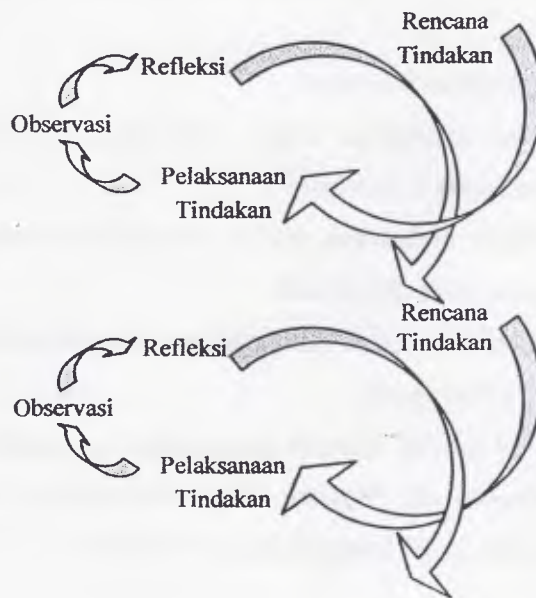 Rencana
Tindakan
Refleksi
Observasi
Pelaksanaan
Tindakan
Rencana
Tindakan
Refleksi
Observasi
Pelaksanaan
Tindakan